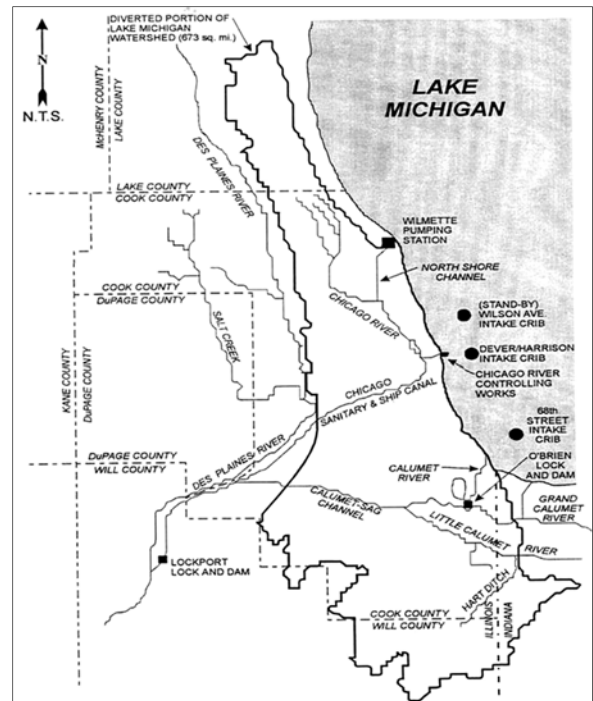 DIVERTED PORTION OF
LAKE MICHIGAN
WATERSHED (673 sq. mi.)
N
N.T.S.
McHENRY COUNTY
LAKE COUNTY
LAKE
MICHIGAN
DES PLAINES RIVER
LAKE COUNTY
COOK COUNTY
WILMETTE
PUMPING
STATION
NORTH SHORE
CHANNEL
COOK COUNTY
DuPAGE COUNTY
SALT CREEK
CHICAGO RIVER
(STAND-BY)
WILSON AVE.
INTAKE CRIB
DEVER/HARRISON
INTAKE CRIB
CHICAGO RIVER
CONTROLLING
WORKS
KANE COUNTY
DuPAGE COUNTY
CHICAGO
SANITARY & SHIP CANAL
68th
STREET
INTAKE
CRIB
DES PLAINES RIVER
DuPAGE COUNTY
WILL COUNTY
CALUMET
RIVER
O'BRIEN
LOCK
AND DAM
CALUMET-SAG
CHANNEL
GRAND
CALUMET
RIVER
LITTLE CALUMET
RIVER
LOCKPORT
LOCK AND DAM
HART DITCH
COOK COUNTY
WILL COUNTY
ILLINOIS
INDIANA